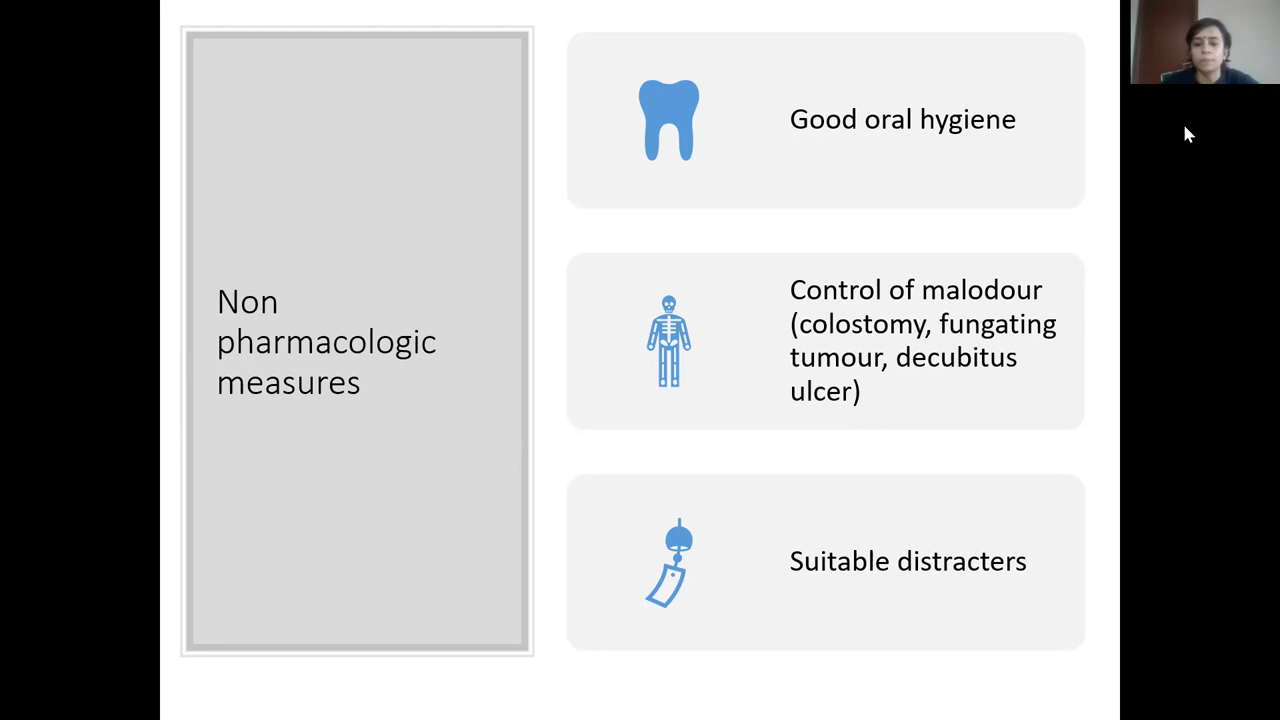 Non
pharmacologic
measures
Good oral hygiene
Control of malodour
(colostomy, fungating
tumour, decubitus
ulcer)
Suitable distracters